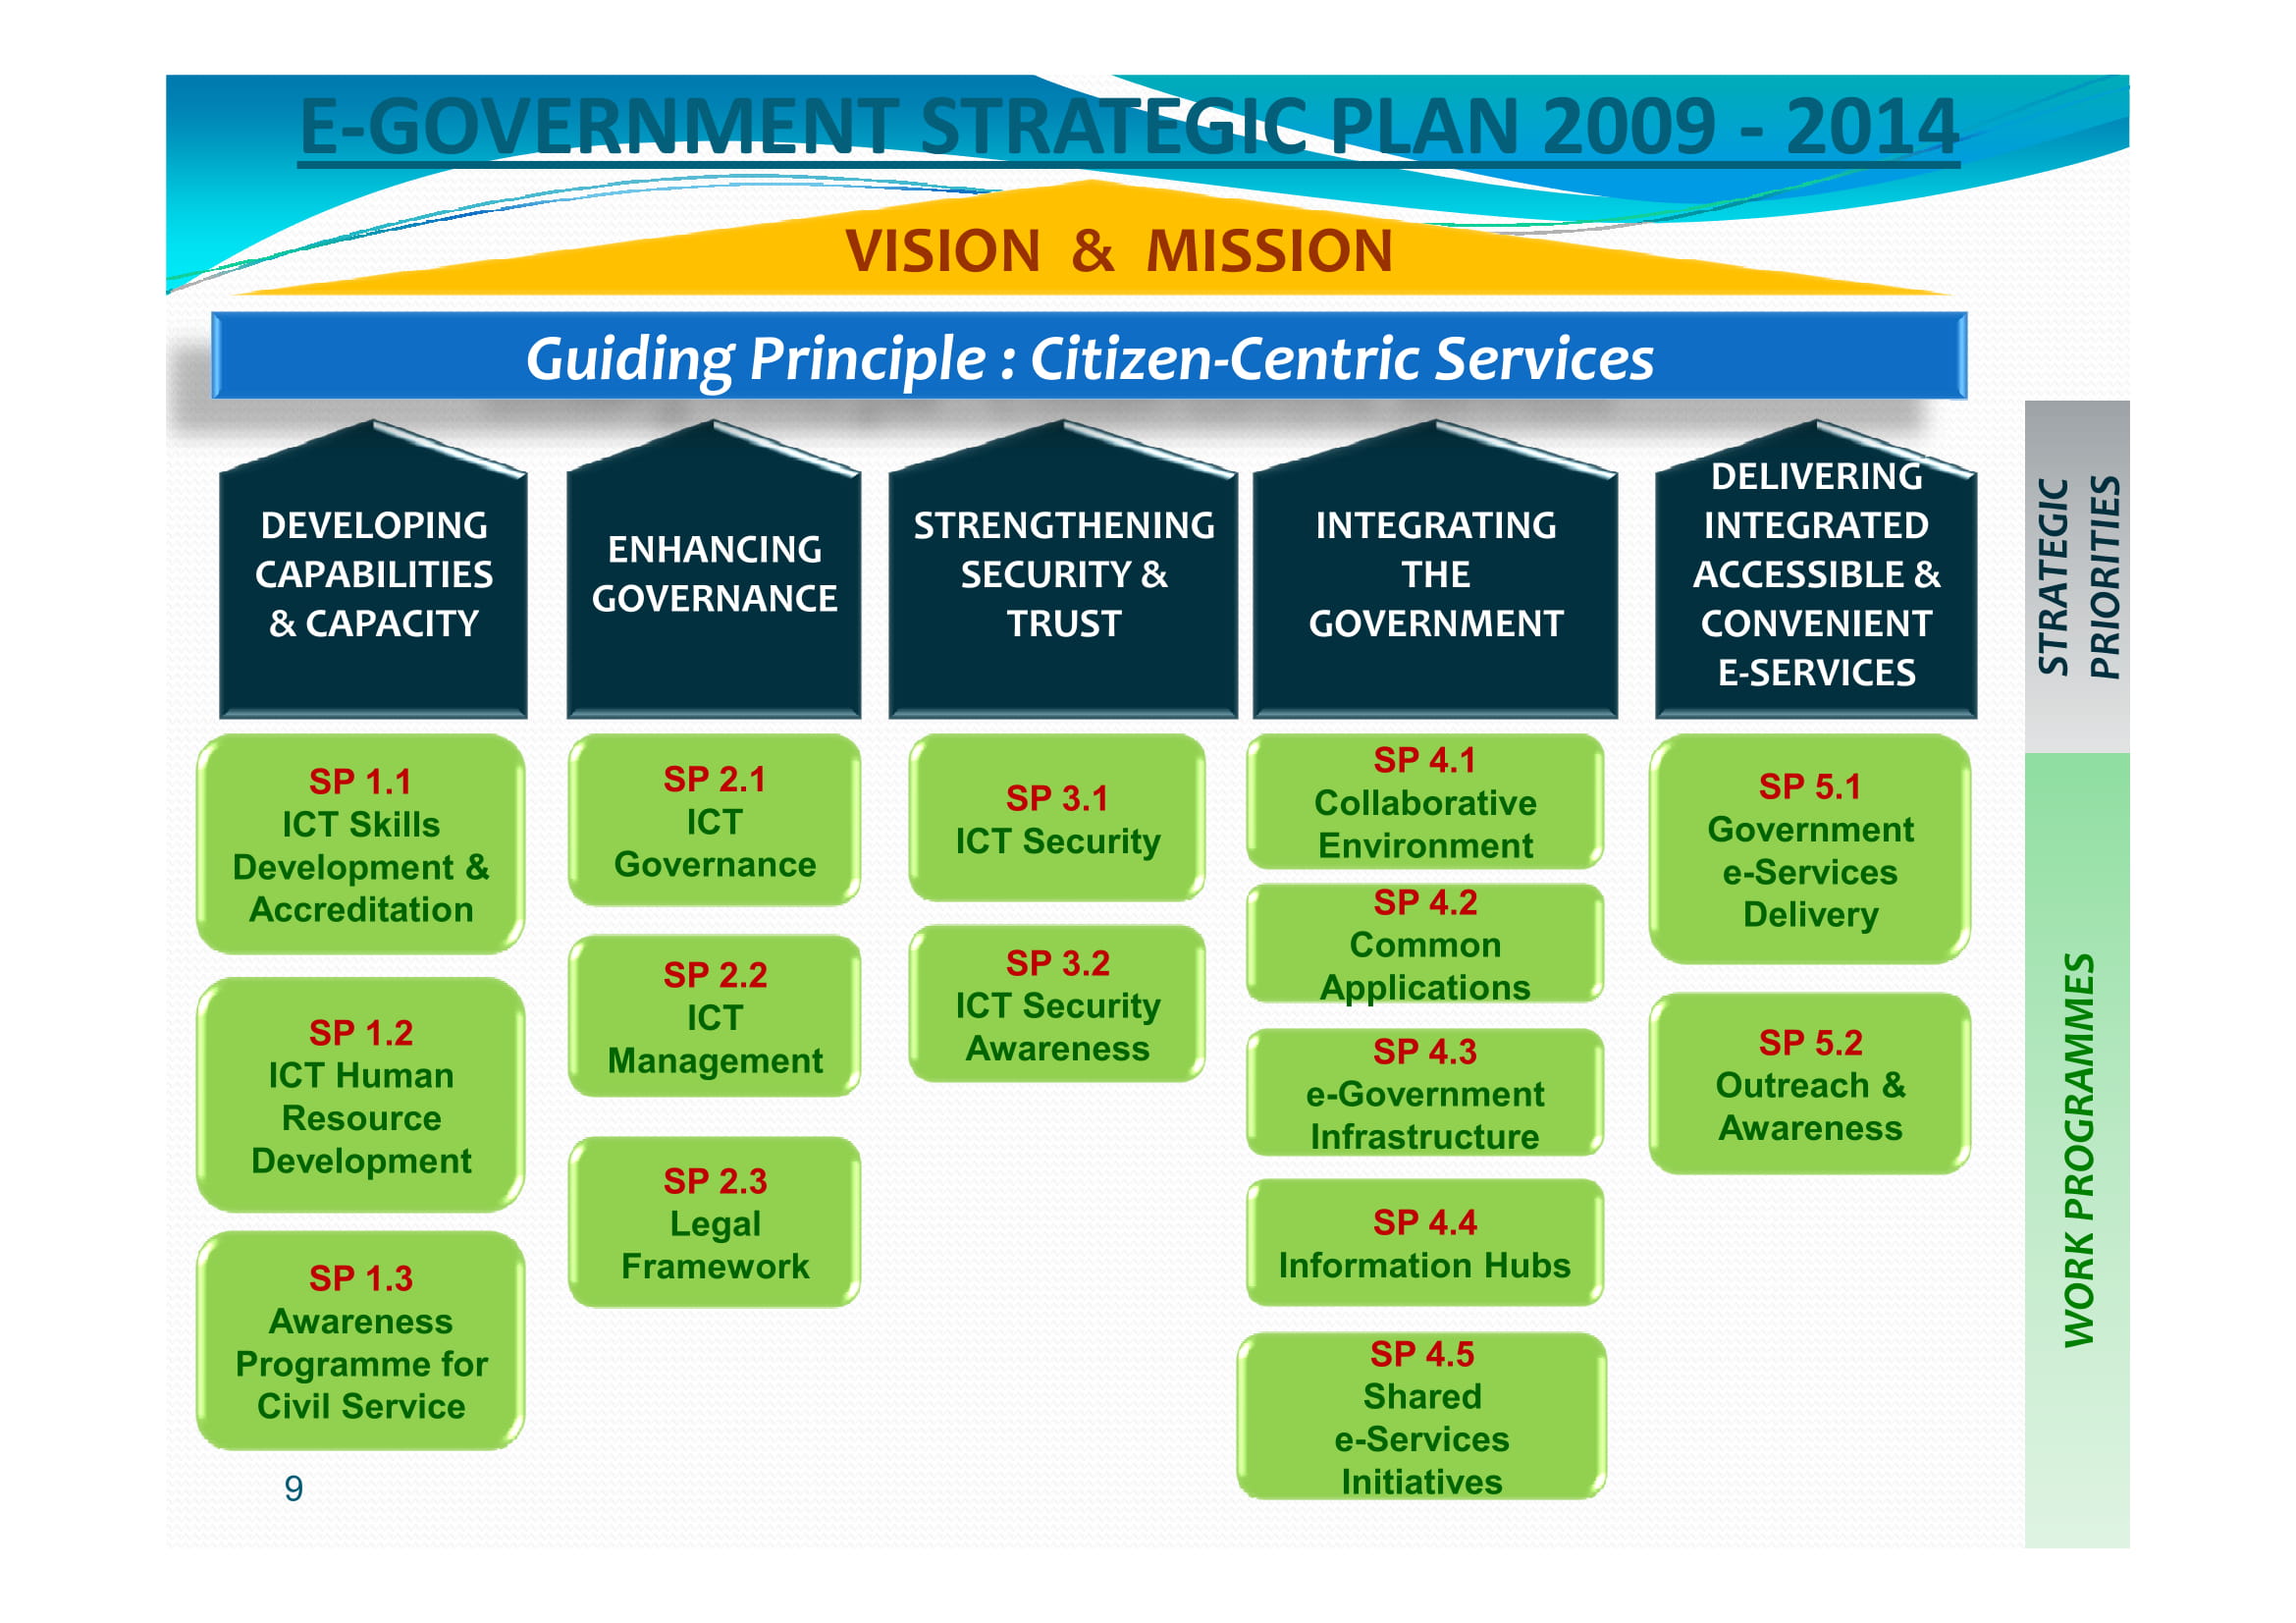 E-GOVERNMENT STRATEGIC PLAN 2009 - 2014
VISION & MISSION
Guiding Principle : Citizen-Centric Services
DEVELOPING
CAPABILITIES
& CAPACITY
ENHANCING
GOVERNANCE
STRENGTHENING
SECURITY &
TRUST
INTEGRATING
THE
GOVERNMENT
DELIVERING
INTEGRATED
ACCESSIBLE &
CONVENIENT
E-SERVICES
STRATEGIC
PRIORITIES
SP 1.1
ICT Skills
Development &
Accreditation
SP 1.2
ICT Human
Resource
Development
SP 1.3
Awareness
Programme for
Civil Service
SP 2.1
ICT
Governance
SP 2.2
ICT
Management
SP 2.3
Legal
Framework
SP 3.1
ICT Security
SP 3.2
ICT Security
Awareness
SP 4.1
Collaborative
Environment
SP 4.2
Common
Applications
SP 4.3
e-Government
Infrastructure
SP 4.4
Information Hubs
SP 4.5
Shared
e-Services
Initiatives
SP 5.1
Government
e-Services
Delivery
SP 5.2
Outreach &
Awareness
WORK PROGRAMMES
9